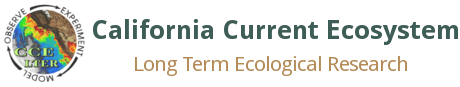 OBSERVE
EXPERIMENT
MODEL
CCE
LTER
California Current Ecosystem
Long Term Ecological Research